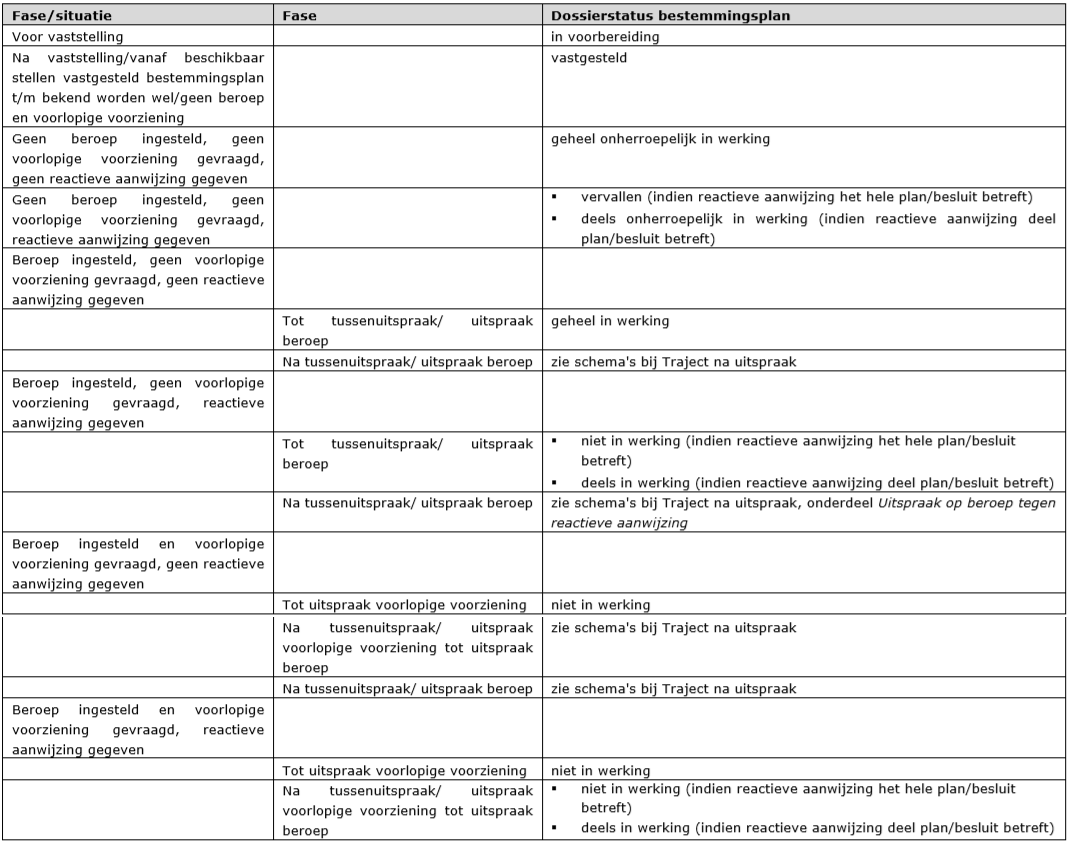 Fase/situatie Fase Dossierstatus bestemmingsplan
Voor vaststelling in voorbereiding
Na vaststelling/vanaf beschikbaar vastgesteld
stellen vastgesteld bestemmingsplan
t/m bekend worden wel/geen beroep
en voorlopige voorziening
Geen beroep ingesteld, geen geheel onherroepelijk in werking
voorlopige voorziening gevraagd,
geen reactieve aanwijzing gegeven
Geen beroep ingesteld, geen
voorlopige voorziening gevraagd,
reactieve aanwijzing gegeven
▪ vervallen (indien reactieve aanwijzing het hele plan/besluit betreft)
▪ deels onherroepelijk in werking (indien reactieve aanwijzing deel
plan/besluit betreft)
Beroep ingesteld, geen voorlopige
voorziening gevraagd, geen reactieve
aanwijzing gegeven
Tot tussenuitspraak/ uitspraak geheel in werking
beroep
Na tussenuitspraak/ uitspraak beroep zie schema's bij Traject na uitspraak
Beroep ingesteld, geen voorlopige
voorziening gevraagd, reactieve
aanwijzing gegeven
Tot tussenuitspraak/ uitspraak
beroep
▪ niet in werking (indien reactieve aanwijzing het hele plan/besluit
betreft)
▪ deels in werking (indien reactieve aanwijzing deel plan/besluit betreft)
Na tussenuitspraak/ uitspraak beroep zie schema's bij Traject na uitspraak, onderdeel Uitspraak op beroep tegen
reactieve aanwijzing
Beroep ingesteld en voorlopige
voorziening gevraagd, geen reactieve
aanwijzing gegeven
Tot uitspraak voorlopige voorziening niet in werking
Na tussenuitspraak/ uitspraak zie schema's bij Traject na uitspraak
voorlopige voorziening tot uitspraak
beroep
Na tussenuitspraak/ uitspraak beroep zie schema's bij Traject na uitspraak
Beroep ingesteld en voorlopige
voorziening gevraagd, reactieve
aanwijzing gegeven
Tot uitspraak voorlopige voorziening niet in werking
Na tussenuitspraak/ uitspraak
voorlopige voorziening tot uitspraak
beroep
▪ niet in werking (indien reactieve aanwijzing het hele plan/besluit
betreft)
▪ deels in werking (indien reactieve aanwijzing deel plan/besluit betreft)